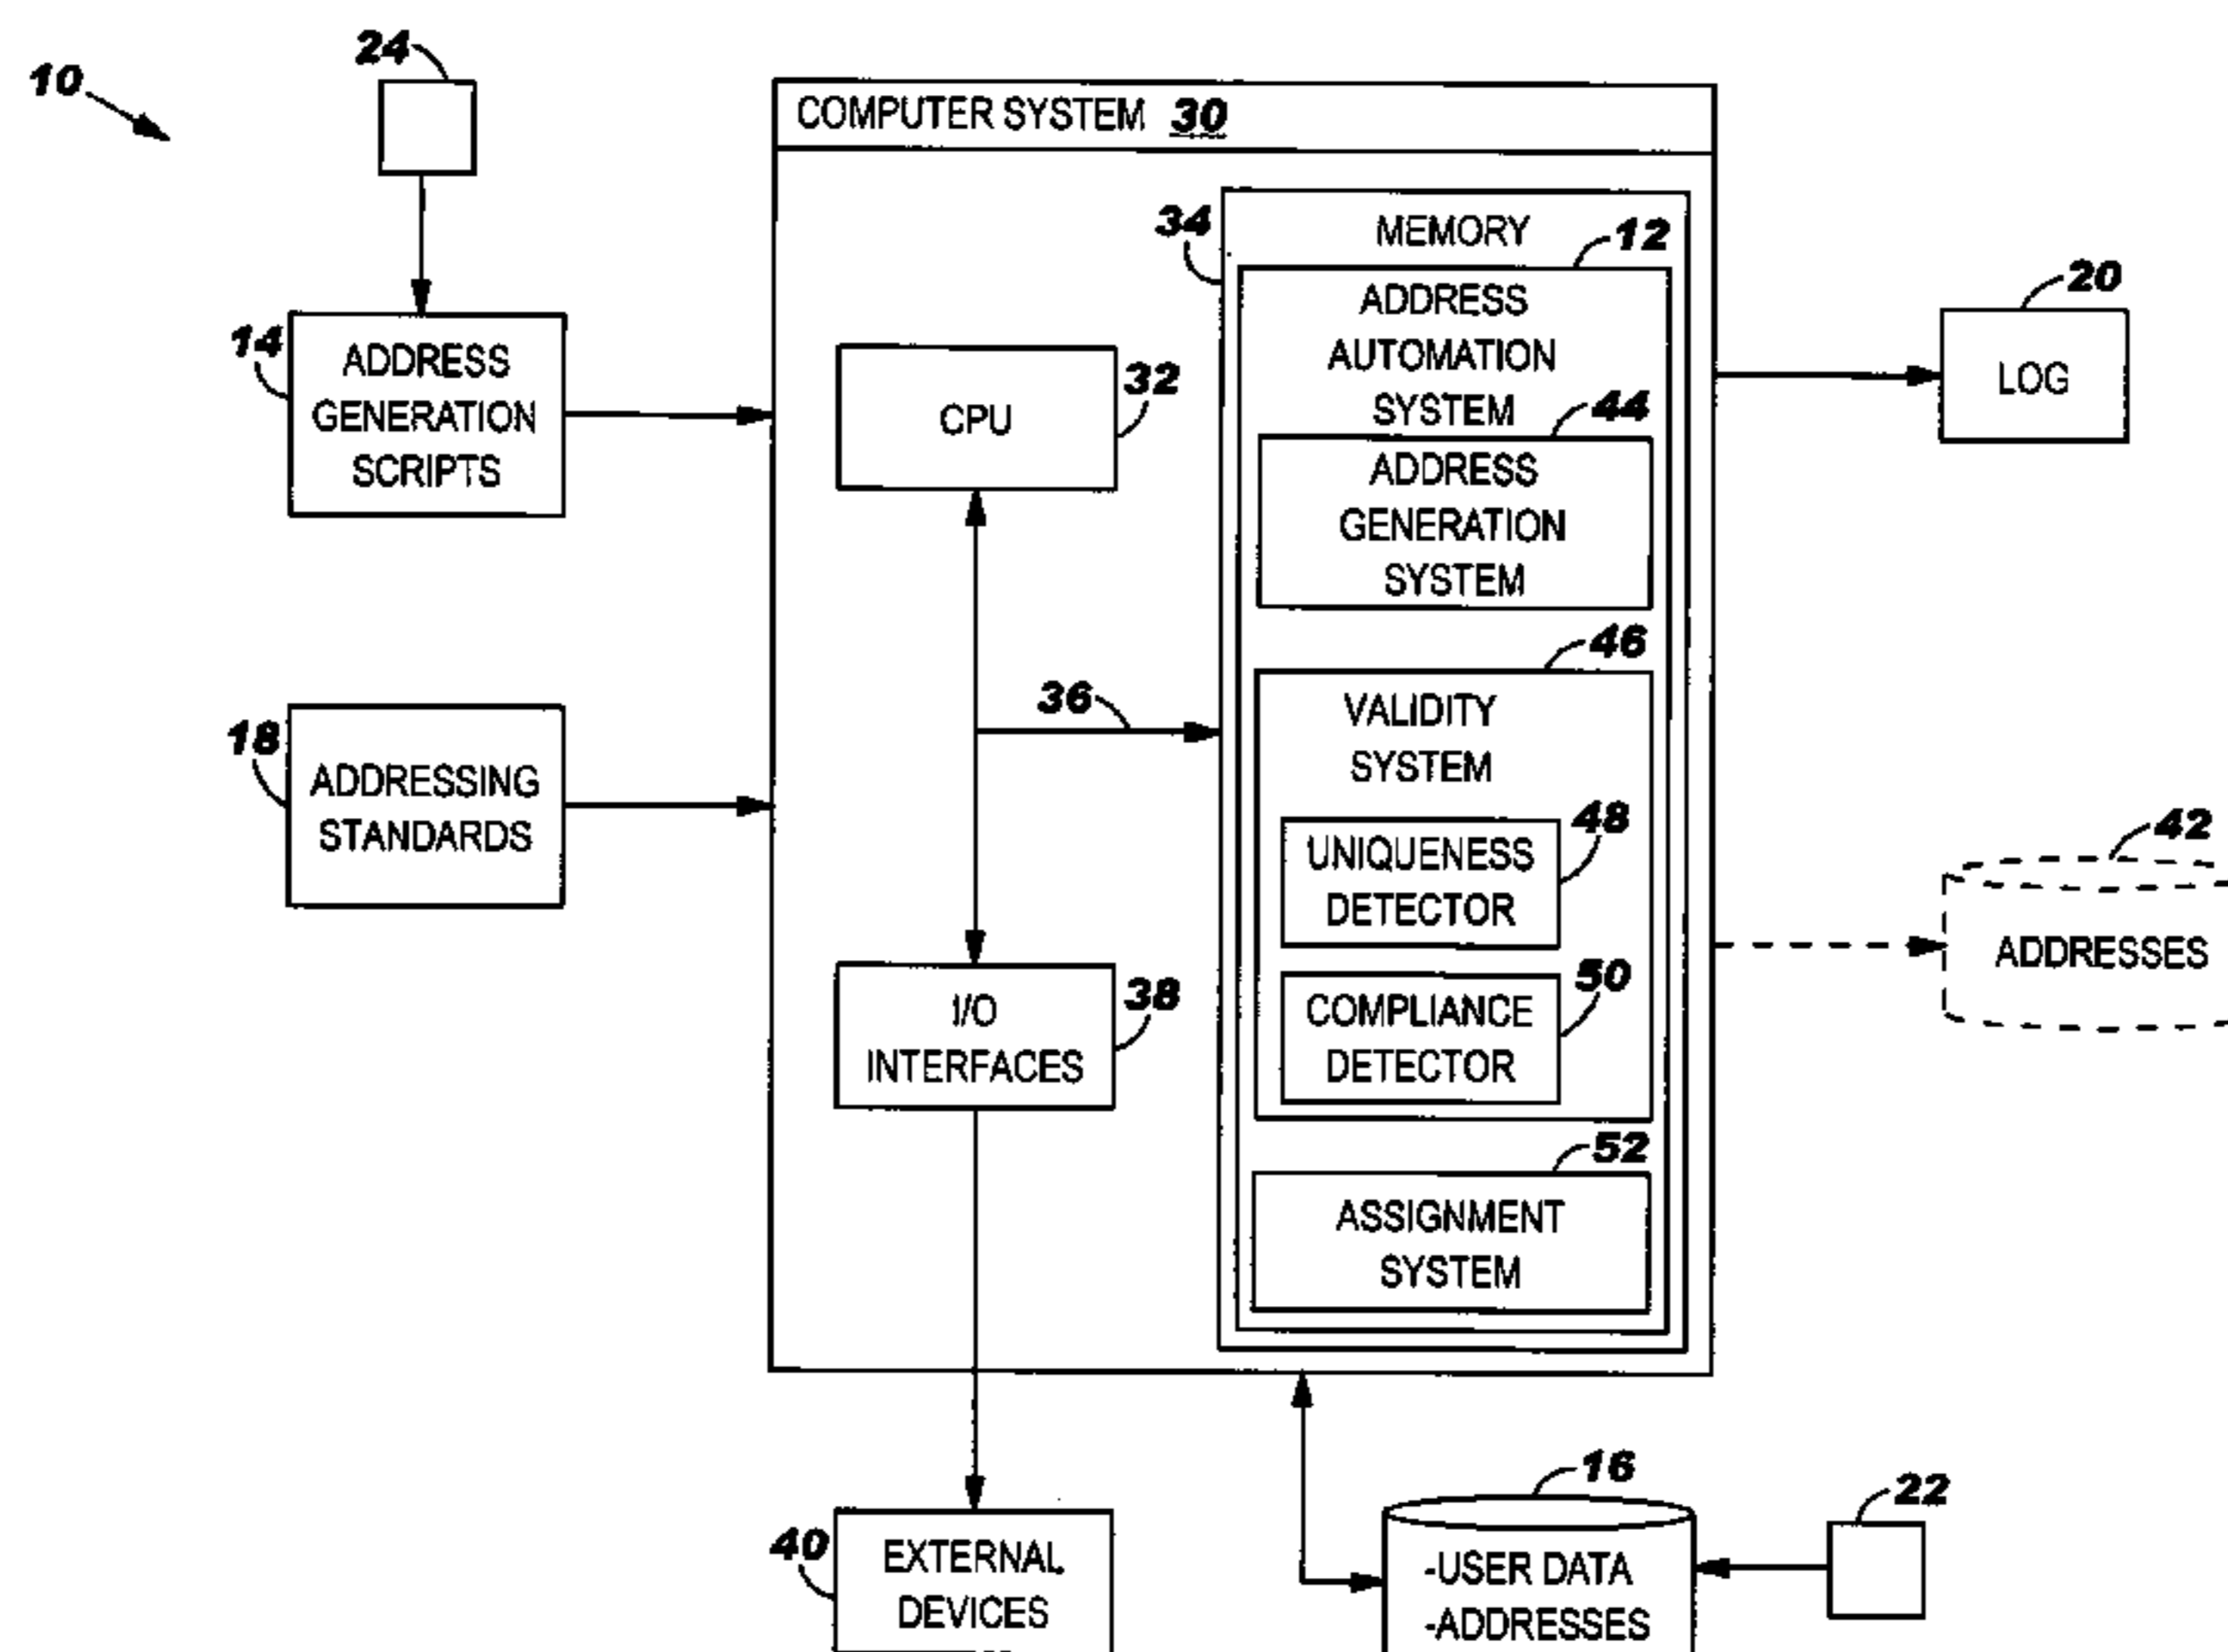 10
24
14
ADDRESS
GENERATION
SCRIPTS
18
ADDRESSING
STANDARDS
COMPUTER SYSTEM 30
CPU
32
36
I/O
INTERFACES
38
34
MEMORY
12
ADDRESS
AUTOMATION
SYSTEM
44
ADDRESS
GENERATION
SYSTEM
46
VALIDITY
SYSTEM
48
UNIQUENESS
DETECTOR
50
COMPLIANCE
DETECTOR
52
ASSIGNMENT
SYSTEM
20
LOG
42
ADDRESSES
40
EXTERNAL
DEVICES
16
-USER DATA
-ADDRESSES
22